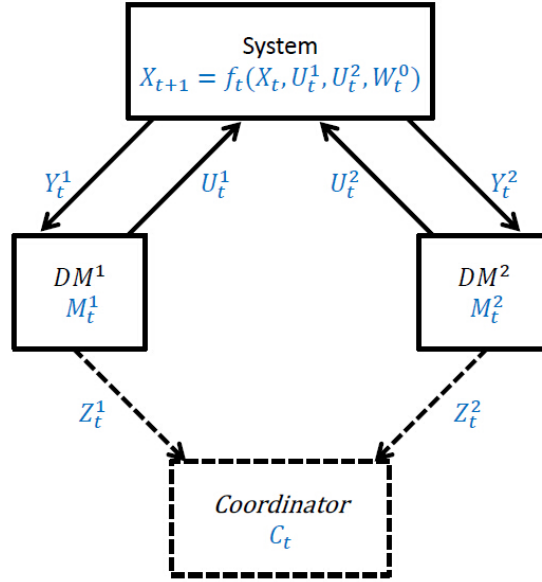 System
$X_{t+1} = f_t(X_t, U_t^1, U_t^2, W_t^0)$
$Y_t^1$
$U_t^1$
$U_t^2$
$Y_t^2$
$DM^1$
$M_t^1$
$DM^2$
$M_t^2$
$Z_t^1$
$Z_t^2$
Coordinator
$C_t$